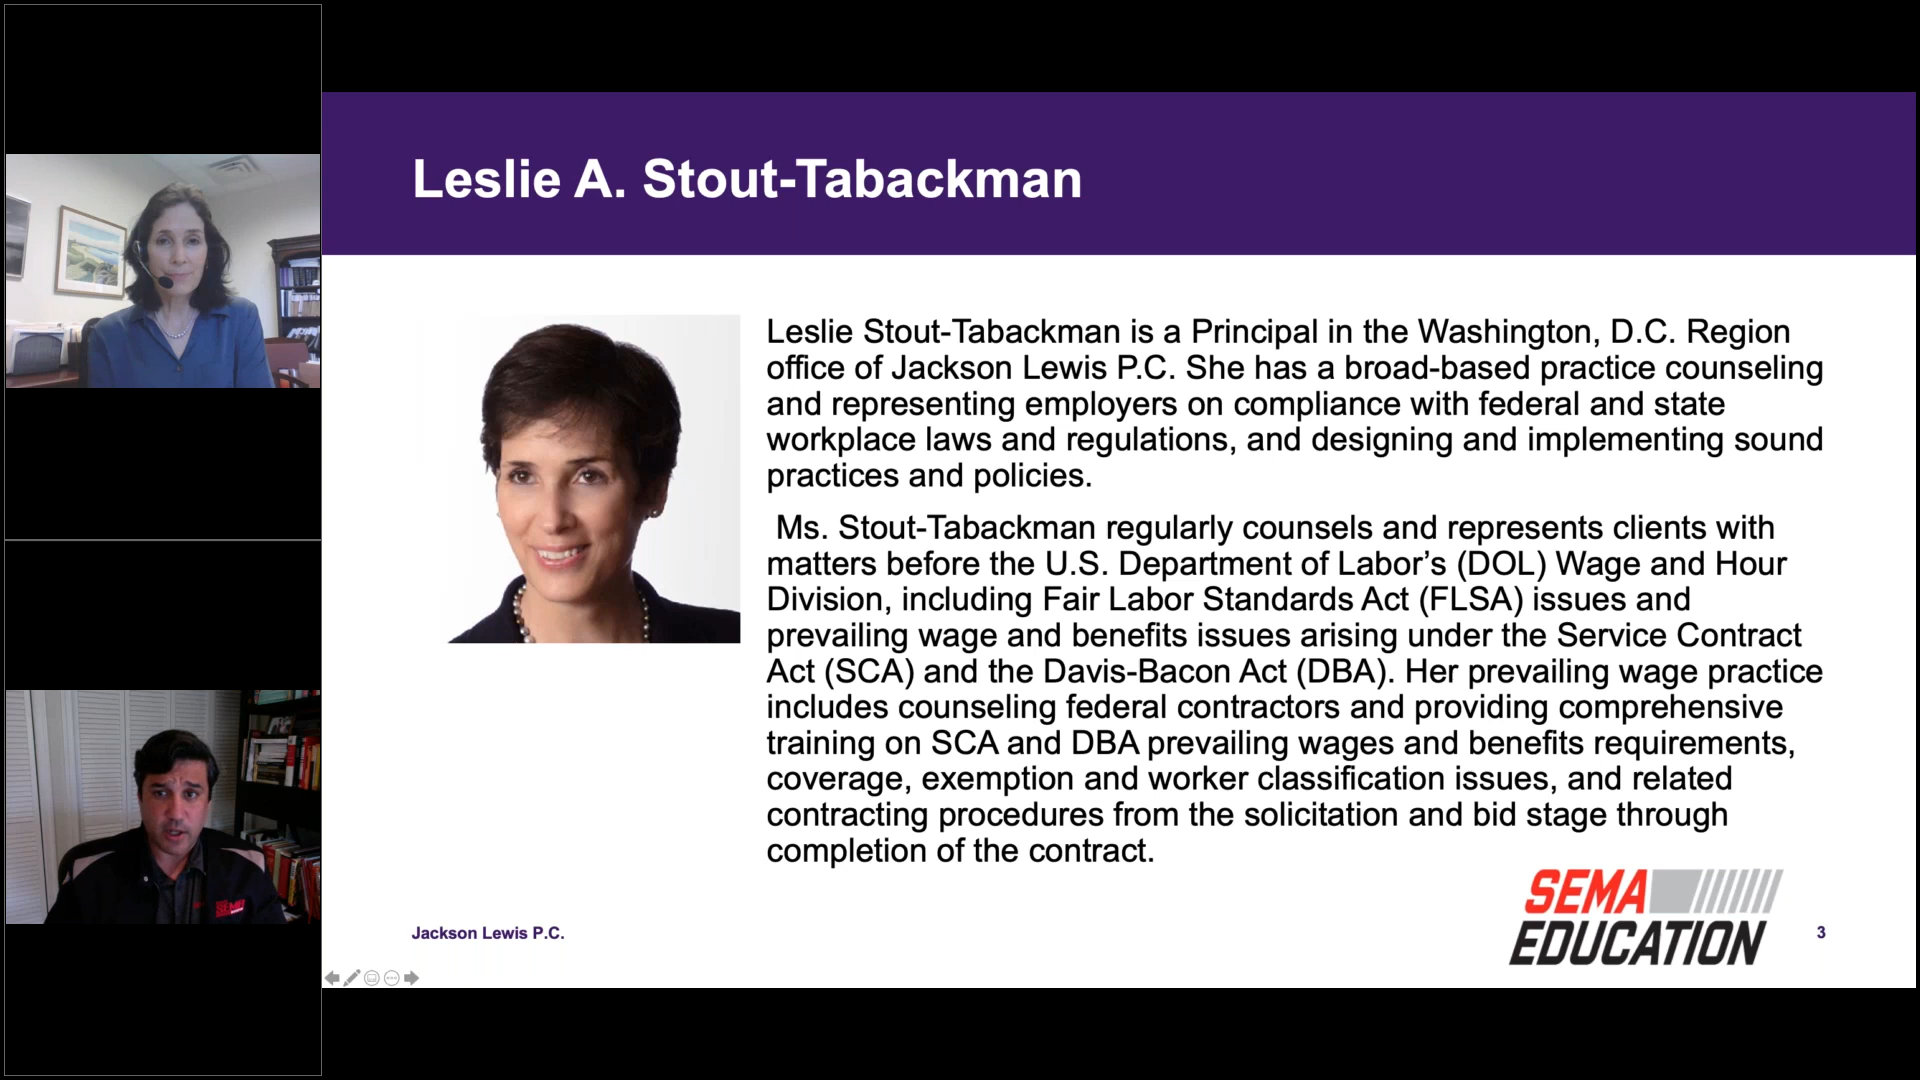 Leslie A. Stout-Tabackman
Leslie Stout-Tabackman is a Principal in the Washington, D.C. Region
office of Jackson Lewis P.C. She has a broad-based practice counseling
and representing employers on compliance with federal and state
workplace laws and regulations, and designing and implementing sound
practices and policies.
Ms. Stout-Tabackman regularly counsels and represents clients with
matters before the U.S. Department of Labor’s (DOL) Wage and Hour
Division, including Fair Labor Standards Act (FLSA) issues and
prevailing wage and benefits issues arising under the Service Contract
Act (SCA) and the Davis-Bacon Act (DBA). Her prevailing wage practice
includes counseling federal contractors and providing comprehensive
training on SCA and DBA prevailing wages and benefits requirements,
coverage, exemption and worker classification issues, and related
contracting procedures from the solicitation and bid stage through
completion of the contract.
SEMA
EDUCATION
Jackson Lewis P.C.
3
SEMA